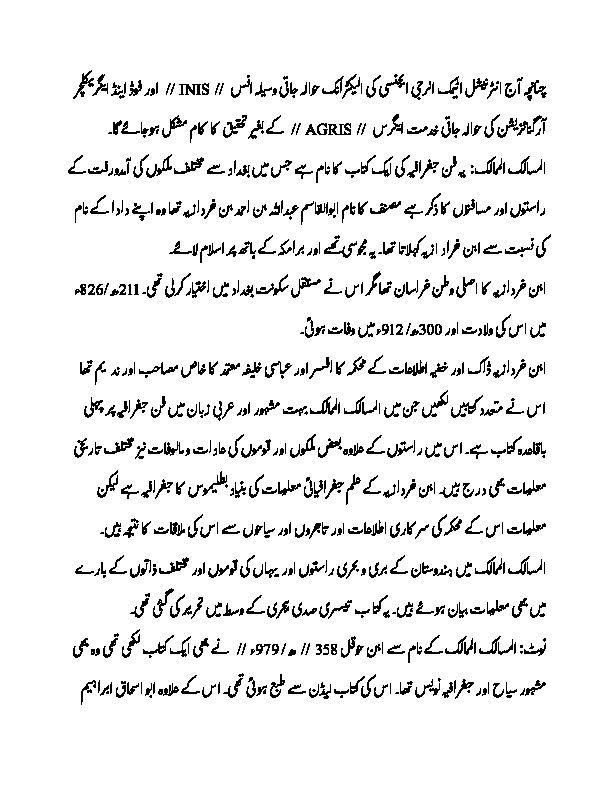 چنانچہ آج انٹرنیشنل اٹیمک انرجی ایجنسی کی الیکٹرانک حوالہ جاتی وسیلہ انس // INIS // اور فوڈ اینڈ ایگریکلچر
آرگنائزیشن کی حوالہ جاتی خدمت ایگرس // AGRIS // کے بغیر تحقیق کا کام مشکل ہوجائے گا۔
المسالک الممالک: یہ فن جغرافیہ کی ایک کتاب کا نام ہے جس میں بغداد سے مختلف ملکوں کی آمدورفت کے
راستوں اور مسافتوں کا ذکر ہے مصنف کا نام ابوالقاسم عبداللہ بن احمد بن خردازبہ تھا وہ اپنے دادا کے نام
کی نسبت سے ابن خراد ازبہ کہلاتا تھا۔ یہ مجوسی تھے اور برامکہ کے ہاتھ پر اسلام لائے۔
ابن خردازبہ کا اصلی وطن خراسان تھا مگر اس نے مستقل سکونت بغداد میں اختیار کرلی تھی۔ 211ھ/826ء
میں اس کی ولادت اور 300ھ/912ء میں وفات ہوئی۔
ابن خردازبہ ڈاک اور خفیہ اطلاعات کے محکمہ کا افسر اور عباسی خلیفہ معتمد کا خاص مصاحب اور ندیم تھا
اس نے متعدد کتابیں لکھیں جن میں المسالک الممالک بہت مشہور اور عربی زبان میں فن جغرافیہ پر پہلی
باقاعدہ کتاب ہے۔ اس میں راستوں کے علاوہ بعض ملکوں اور قوموں کی عادات و مالوفات نیز مختلف تاریخی
معلومات بھی درج ہیں۔ ابن خردازبہ کے علم جغرافیائی معلومات کی بنیاد بطلیموس کا جغرافیہ ہے لیکن
معلومات اس کے محکمہ کی سرکاری اطلاعات اور تاجروں اور سیاحوں سے اس کی ملاقات کا نتیجہ ہیں۔
المسالک الممالک میں ہندوستان کے بری و بحری راستوں اور یہاں کی قوموں اور مختلف ذاتوں کے بارے
میں بھی معلومات بیان ہوئے ہیں۔ یہ کتاب تیسری صدی ہجری کے وسط میں تحریر کی گئی تھی۔
نوٹ: المسالک الممالک کے نام سے ابن حوقل 358 // ھ/979ء // نے بھی ایک کتاب لکھی تھی وہ بھی
مشہور سیاح اور جغرافیہ نویس تھا۔ اس کی کتاب لیڈن سے طبع ہوئی تھی۔ اس کے علاوہ ابو اسحاق ابراہیم